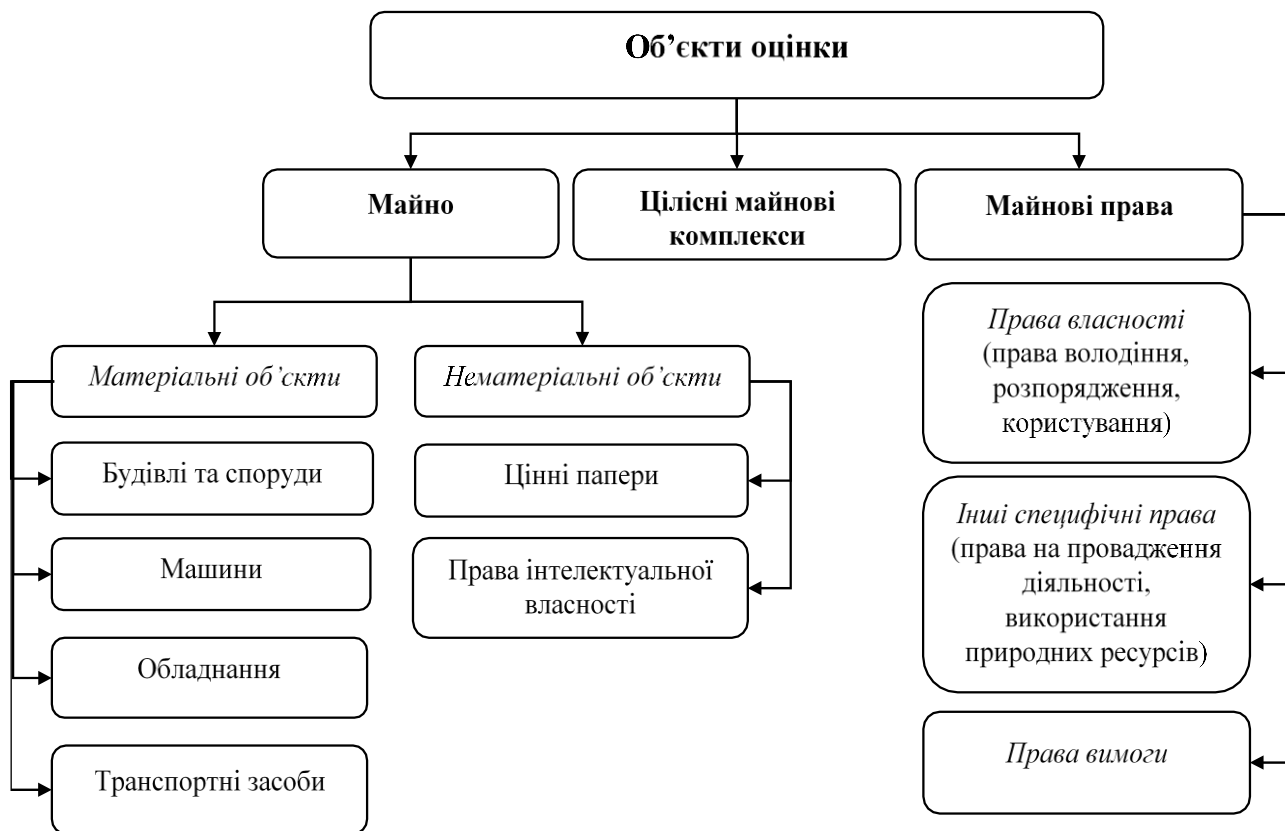 Об’єкти оцінки
Майно
Цілісні майнові
комплекси
Майнові права
Матеріальні об’єкти
Будівлі та споруди
Машини
Обладнання
Транспортні засоби
Нематеріальні об’єкти
Цінні папери
Права інтелектуальної
власності
Права власності
(права володіння,
розпорядження,
користування)
Інші специфічні права
(права на провадження
діяльності,
використання
природних ресурсів)
Права вимоги